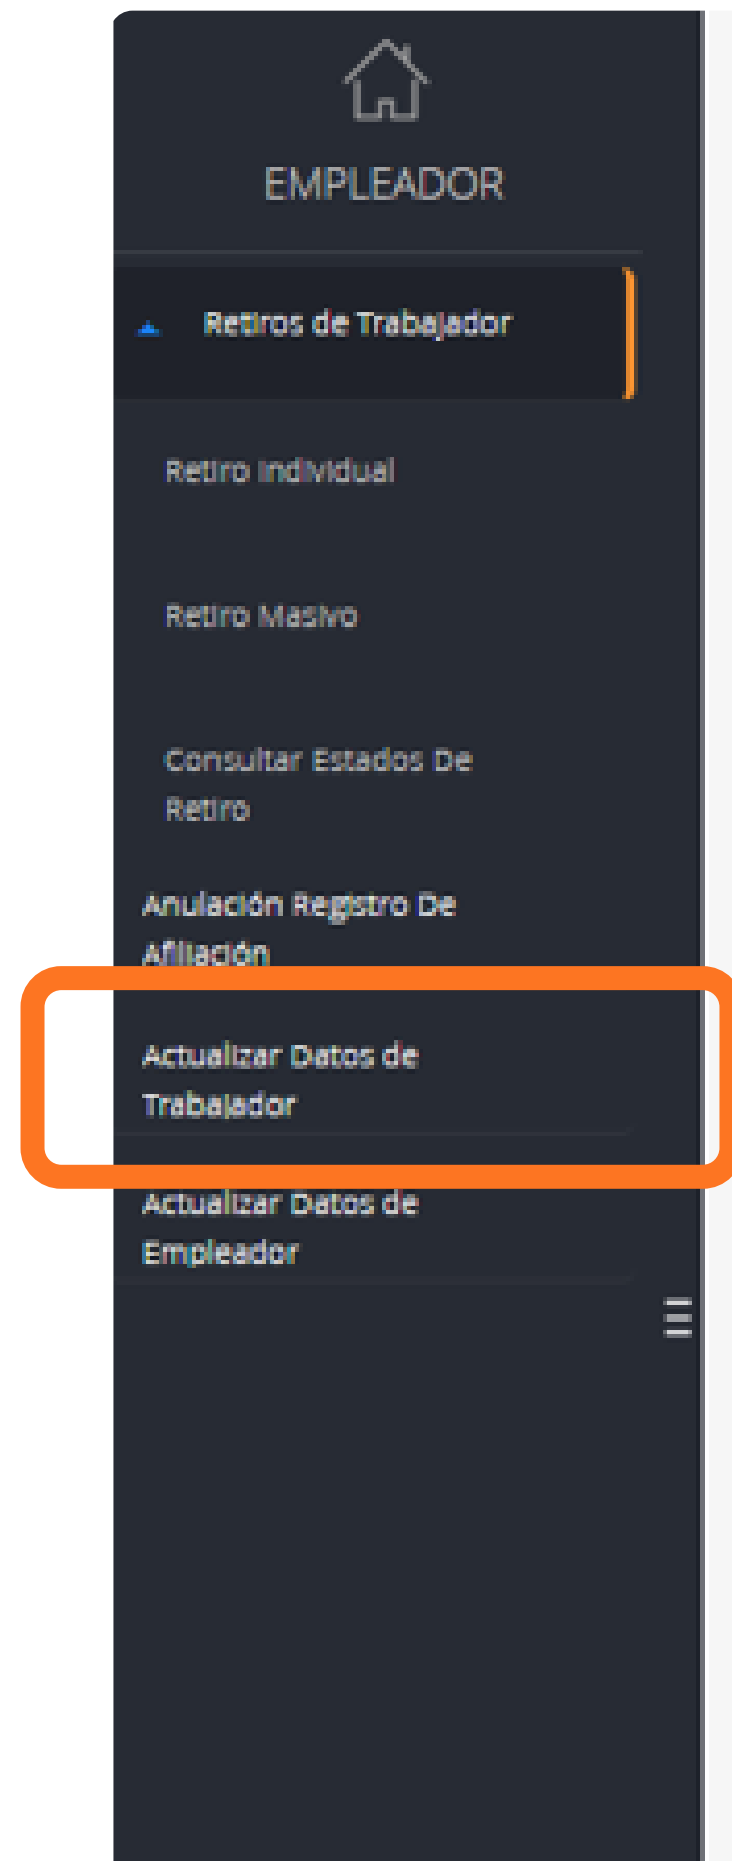 EMPLEADOR
Retiros de Trabajador
Retiro Individual
Retiro Masivo
Consultar Estados De
Retiro
Anulación Registro De
Afiliación
Actualizar Datos de
Trabajador
Actualizar Datos de
Empleador